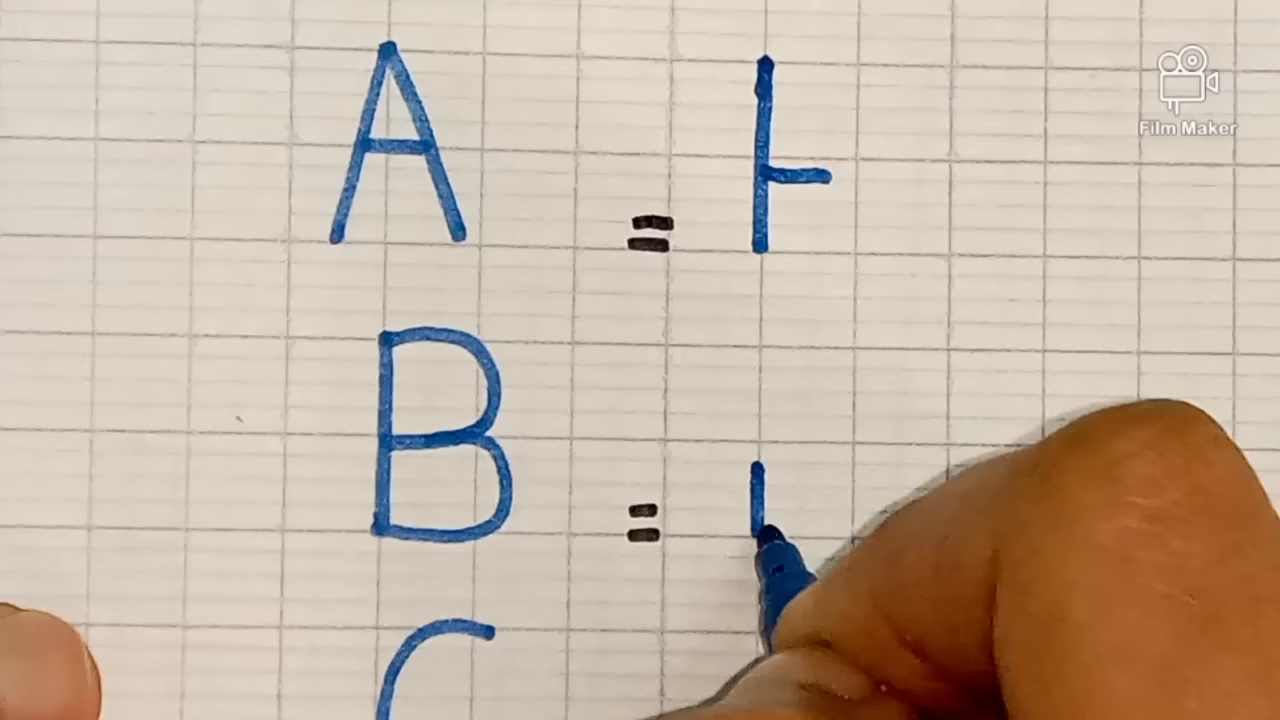 Film Maker
A = Ͱ
B =
C